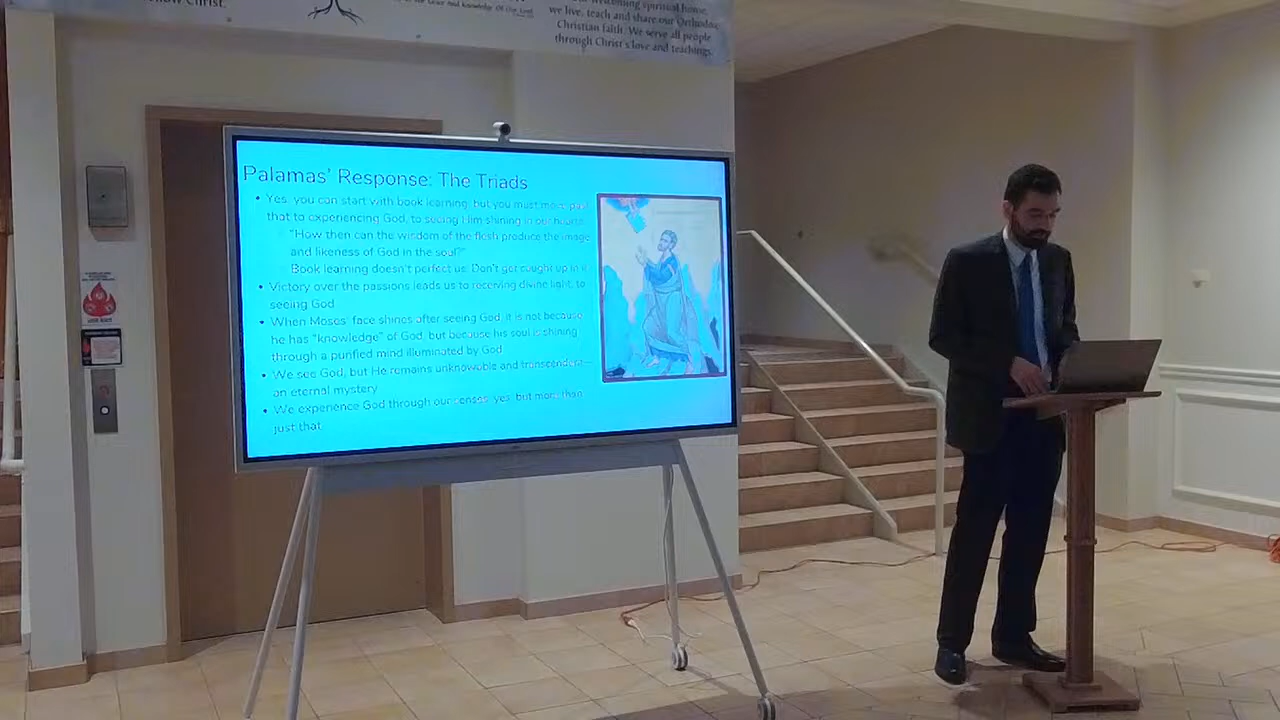 we live, teach and share our Orthodox
Christian faith. We serve all people
through Christ's love and teachings.
Palamas' Response: The Triads
• Yes, you can start with book learning, but you must move past
that to experiencing God, to seeing Him shining in our hearts
"How then can the wisdom of the flesh produce the image
and likeness of God in the soul?"
Book learning doesn't perfect us. Don't get caught up in it
• Victory over the passions leads us to receiving divine light, to
seeing God
• When Moses' face shines after seeing God, it is not because
he has "knowledge" of God, but because his soul is shining
through a purified mind illuminated by God
• We see God, but He remains unknowable and transcendent—
an eternal mystery
• We experience God through our senses, yes, but more than
just that